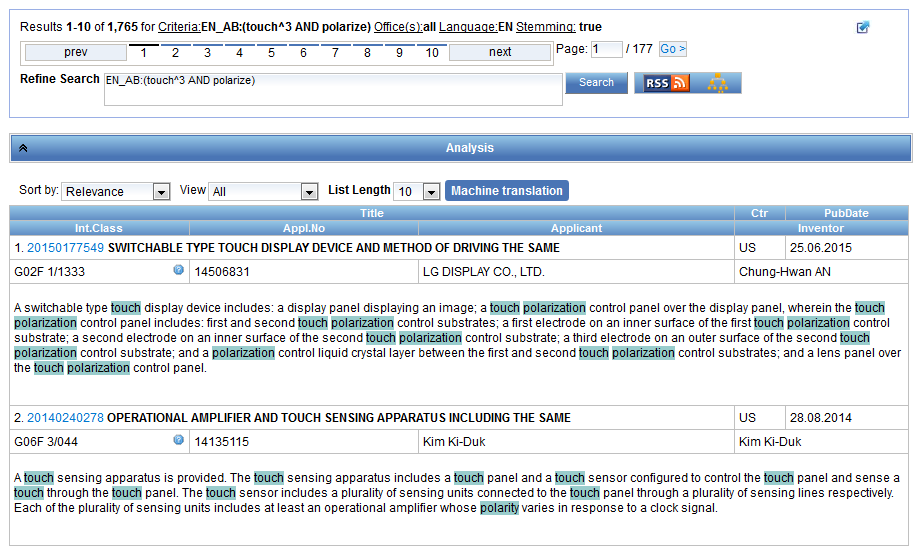 Results 1-10 of 1,765 for Criteria:EN_AB:(touch^3 AND polarize) Office(s):all Language:EN Stemming: true
prev 1 2 3 4 5 6 7 8 9 10 next Page: 1 / 177 Go >
Refine Search EN_AB:(touch^3 AND polarize) Search RSS
Analysis
Sort by: Relevance View All List Length 10 Machine translation
Title Ctr PubDate
Int.Class Appl.No Applicant Inventor
1. 20150177549 SWITCHABLE TYPE TOUCH DISPLAY DEVICE AND METHOD OF DRIVING THE SAME US 25.06.2015
G02F 1/1333 ? 14506831 LG DISPLAY CO., LTD. Chung-Hwan AN
A switchable type touch display device includes: a display panel displaying an image; a touch polarization control panel over the display panel, wherein the touch
polarization control panel includes: first and second touch polarization control substrates; a first electrode on an inner surface of the first touch polarization control
substrate; a second electrode on an inner surface of the second touch polarization control substrate; a third electrode on an outer surface of the second touch
polarization control substrate; and a polarization control liquid crystal layer between the first and second touch polarization control substrates; and a lens panel over
the touch polarization control panel.
2. 20140240278 OPERATIONAL AMPLIFIER AND TOUCH SENSING APPARATUS INCLUDING THE SAME US 28.08.2014
G06F 3/044 ? 14135115 Kim Ki-Duk Kim Ki-Duk
A touch sensing apparatus is provided. The touch sensing apparatus includes a touch panel and a touch sensor configured to control the touch panel and sense a
touch through the touch panel. The touch sensor includes a plurality of sensing units connected to the touch panel through a plurality of sensing lines respectively.
Each of the plurality of sensing units includes at least an operational amplifier whose polarity varies in response to a clock signal.